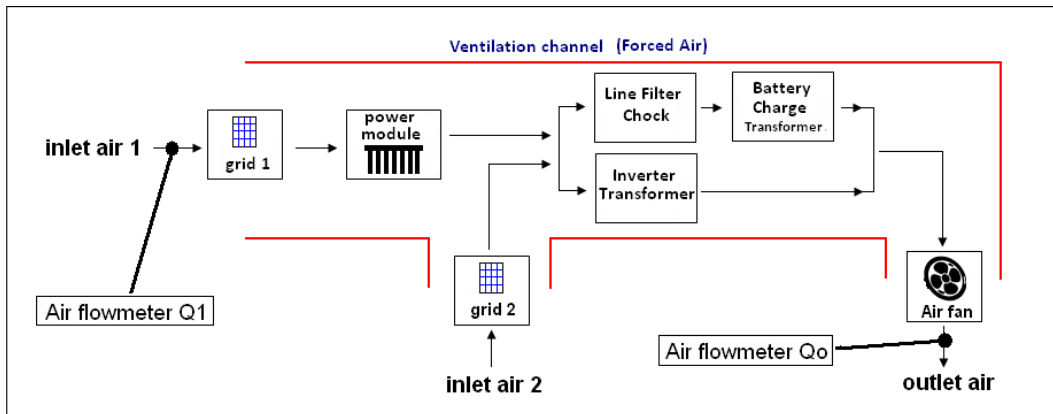 Ventilation channel (Forced Air)
inlet air 1
grid 1
power
module
Line Filter
Chock
Battery
Charge
Transformer.
Inverter
Transformer
Air flowmeter Q1
grid 2
inlet air 2
Air fan
Air flowmeter Qo
outlet air